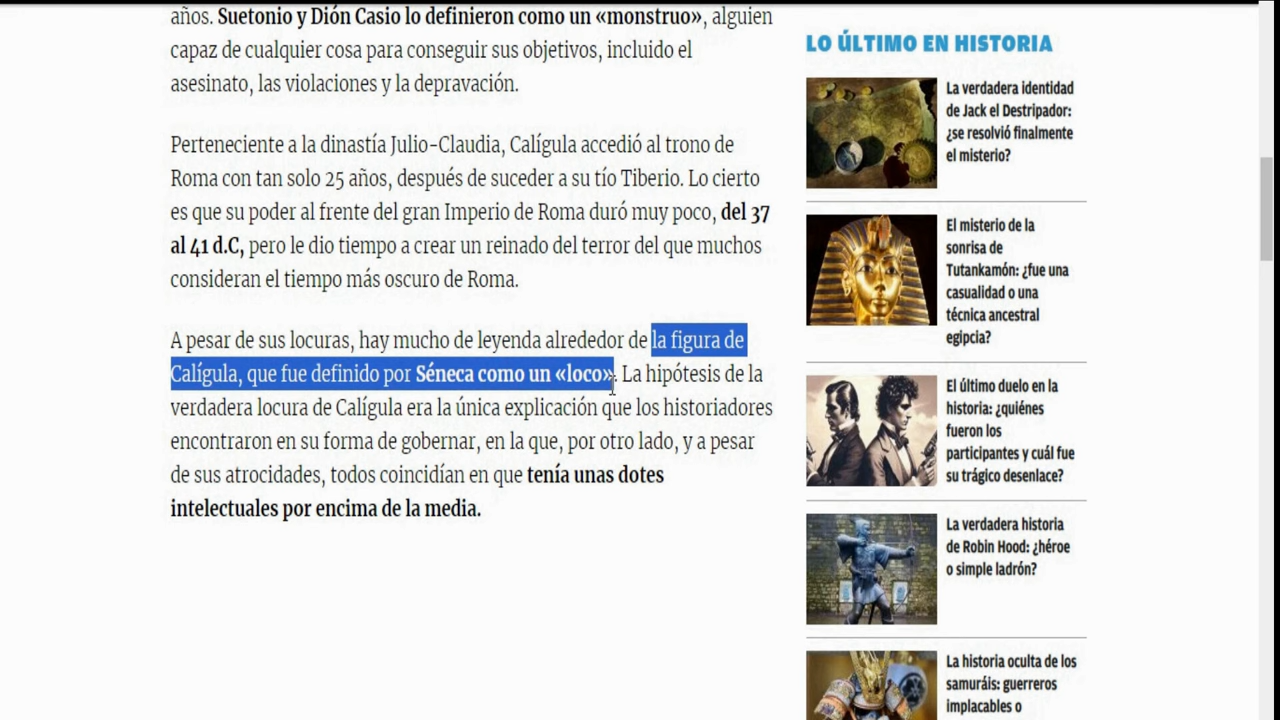 años. Suetonio y Dión Casio lo definieron como un «monstruo», alguien
capaz de cualquier cosa para conseguir sus objetivos, incluido el
asesinato, las violaciones y la depravación.
Perteneciente a la dinastía Julio-Claudia, Calígula accedió al trono de
Roma con tan solo 25 años, después de suceder a su tío Tiberio. Lo cierto
es que su poder al frente del gran Imperio de Roma duró muy poco, del 37
al 41 d.C, pero le dio tiempo a crear un reinado del terror del que muchos
consideran el tiempo más oscuro de Roma.
A pesar de sus locuras, hay mucho de leyenda alrededor de la figura de
Calígula, que fue definido por Séneca como un «loco». La hipótesis de la
verdadera locura de Calígula era la única explicación que los historiadores
encontraron en su forma de gobernar, en la que, por otro lado, y a pesar
de sus atrocidades, todos coincidían en que tenía unas dotes
intelectuales por encima de la media.
LO ÚLTIMO EN HISTORIA
La verdadera identidad
de Jack el Destripador:
¿se resolvió finalmente
el misterio?
El misterio de la
sonrisa de
Tutankamón: ¿fue una
casualidad o una
técnica ancestral
egipcia?
El último duelo en la
historia: ¿quiénes
fueron los
participantes y cuál fue
su trágico desenlace?
La verdadera historia
de Robin Hood: ¿héroe
o simple ladrón?
La historia oculta de los
samuráis: guerreros
implacables o